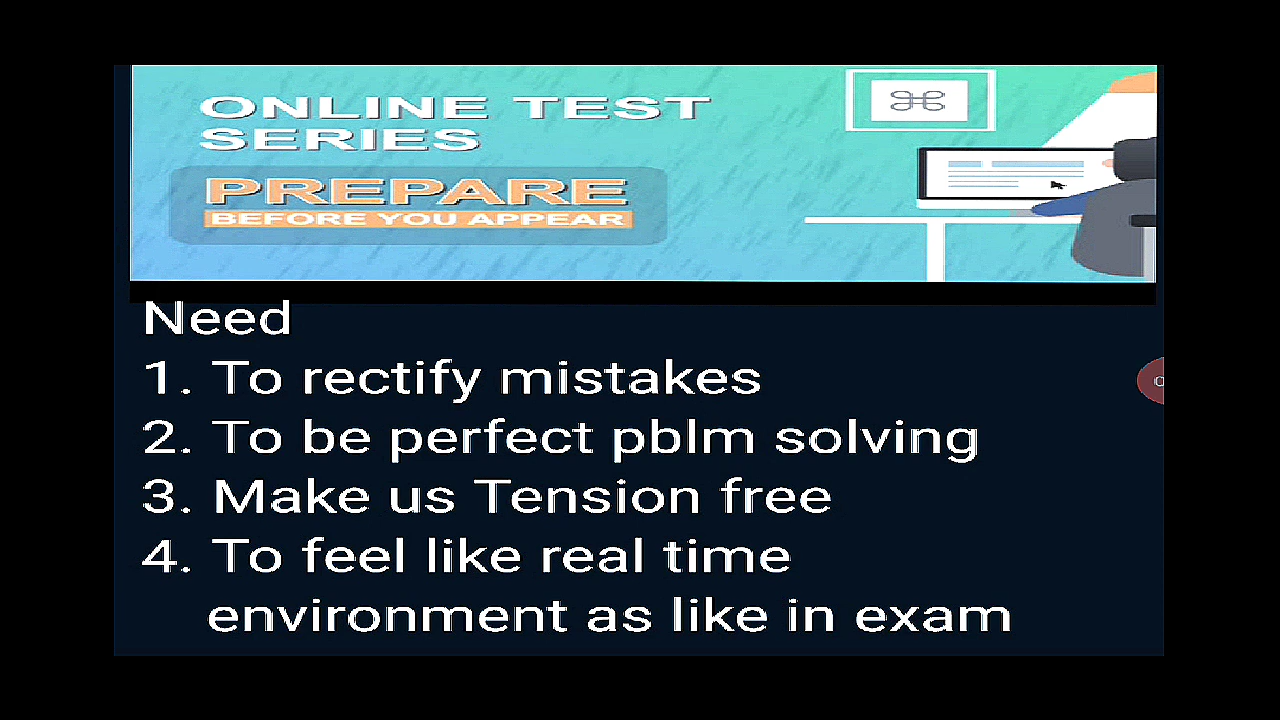 ONLINE TEST
SERIES
PREPARE
BEFORE YOU APPEAR
Need
1. To rectify mistakes
2. To be perfect pblm solving
3. Make us Tension free
4. To feel like real time
environment as like in exam